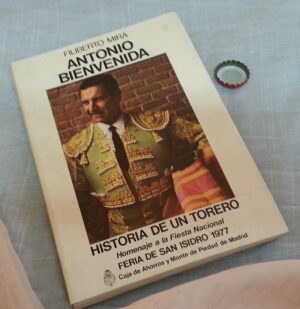 FILIBERTO MIRA
ANTONIO
BIENVENIDA
HISTORIA DE UN TORERO
Homenaje a la Fiesta Nacional
FERIA DE SAN ISIDRO 1977
Caja de Ahorros y Monte de Piedad de Madrid